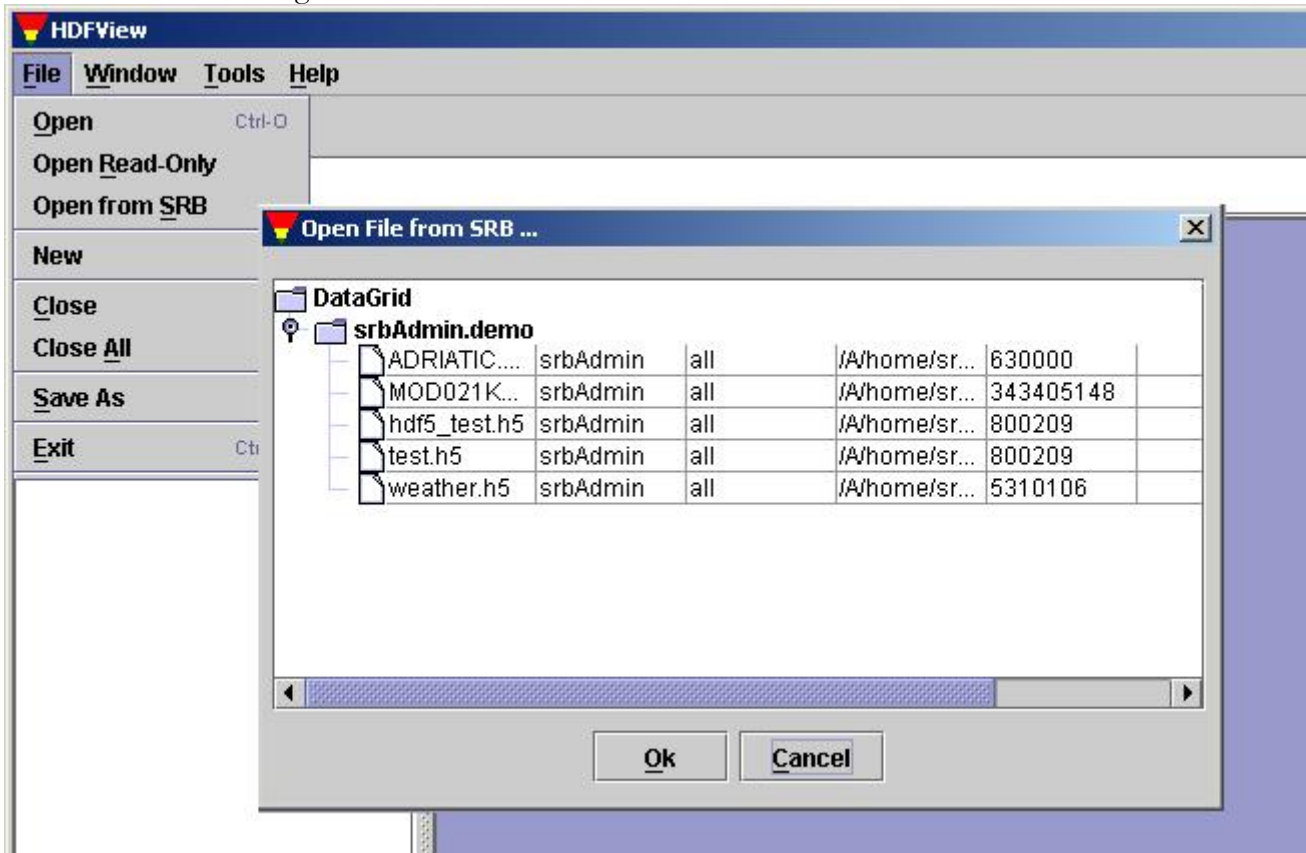 HDFView
File Window Tools Help
Open Ctrl-O
Open Read-Only
Open from SRB
New
Close
Close All
Save As
Exit
Open File from SRB ...
DataGrid
srbAdmin.demo
ADRIATIC.... srbAdmin all /A/home/sr... 630000
MOD021K... srbAdmin all /A/home/sr... 343405148
hdf5_test.h5 srbAdmin all /A/home/sr... 800209
test.h5 srbAdmin all /A/home/sr... 800209
weather.h5 srbAdmin all /A/home/sr... 5310106
Ok Cancel